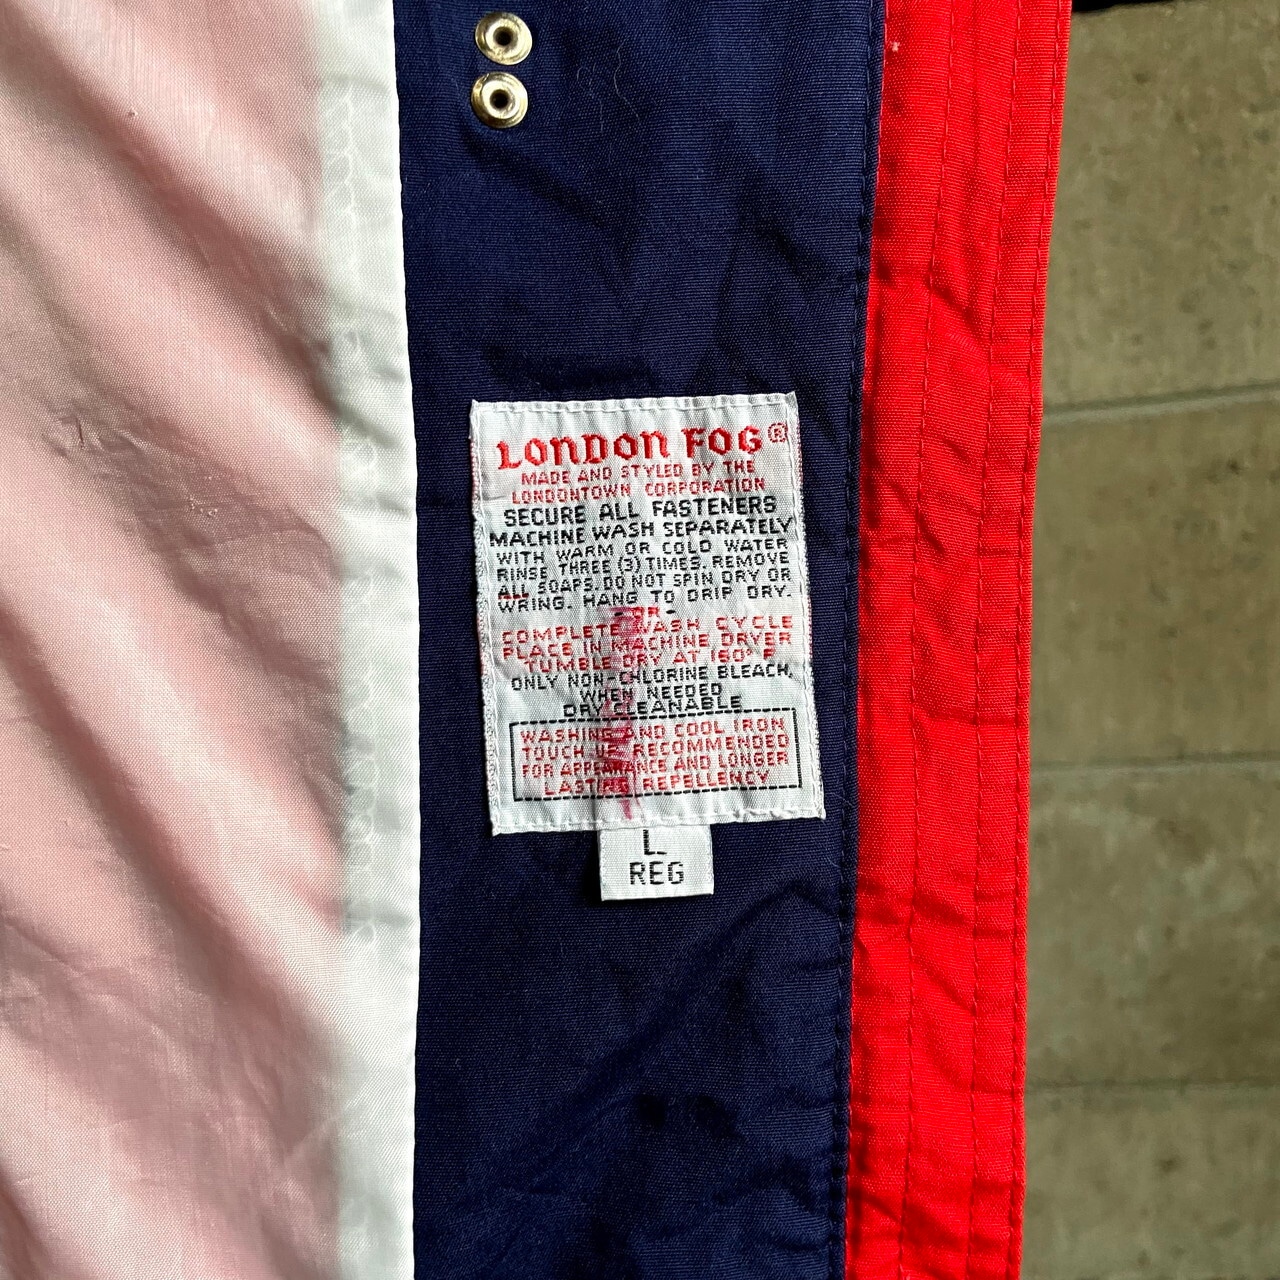 LONDON FOG®
MADE AND STYLED BY THE
LONDONTOWN CORPORATION
SECURE ALL FASTENERS
MACHINE WASH SEPARATELY
WITH WARM OR COLD WATER
RINSE THREE (3) TIMES. REMOVE
ALL SOAPS. DO NOT SPIN DRY OR
WRING. HANG TO DRIP DRY.
-OR-
COMPLETE WASH CYCLE
PLACE IN MACHINE DRYER
TUMBLE DRY AT 160° F
ONLY NON-CHLORINE BLEACH,
WHEN NEEDED
DRY CLEANABLE
WASHING AND COOL IRON
TOUCH UP RECOMMENDED
FOR APPEARANCE AND LONGER
LASTING REPELLENCY
L
REG